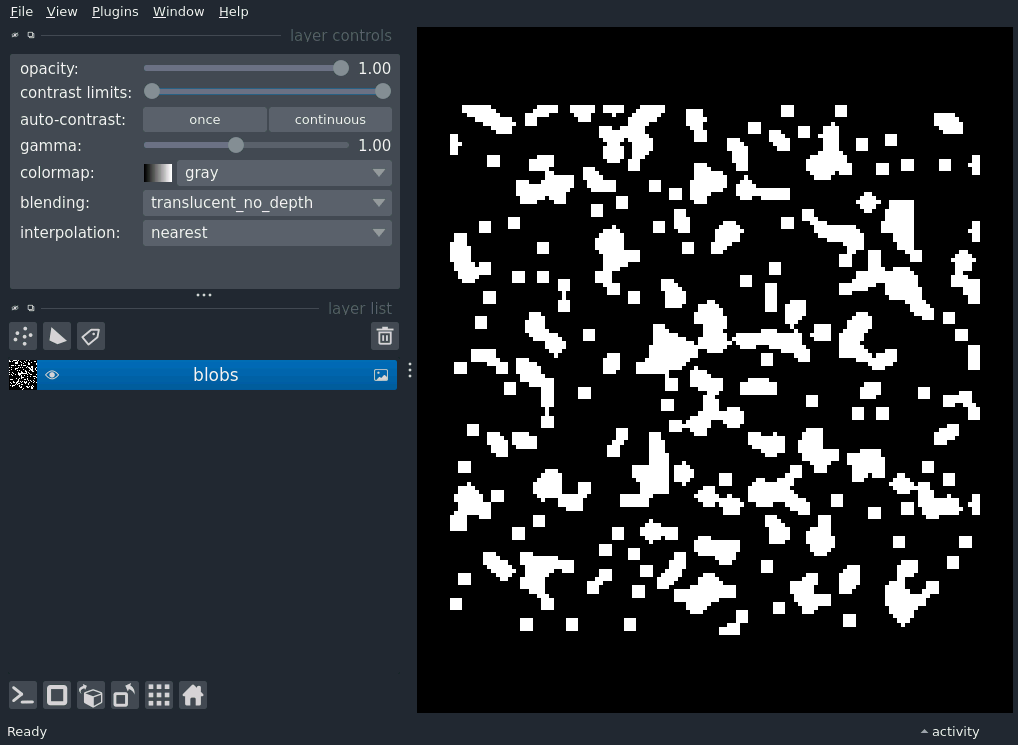 File View Plugins Window Help
layer controls
opacity: 1.00
contrast limits:
auto-contrast: once continuous
gamma: 1.00
colormap: gray
blending: translucent_no_depth
interpolation: nearest
layer list
blobs
Ready activity